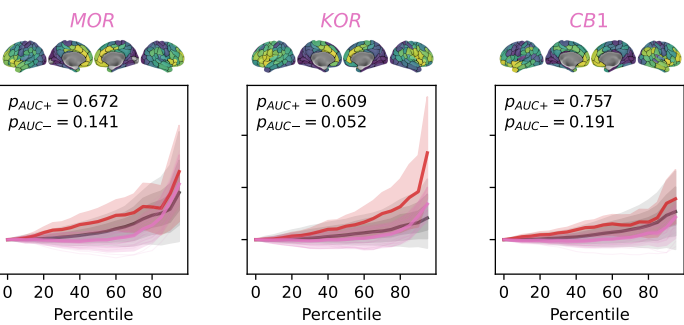 MOR KOR CB1
pAUC+ = 0.672
pAUC− = 0.141
pAUC+ = 0.609
pAUC− = 0.052
pAUC+ = 0.757
pAUC− = 0.191
0 20 40 60 80 0 20 40 60 80 0 20 40 60 80
Percentile Percentile Percentile